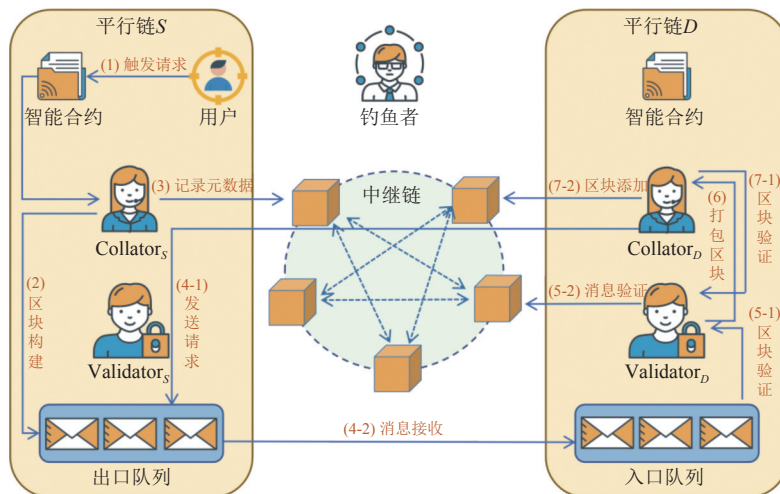 平行链S
平行链D
(1) 触发请求
智能合约
用户
钓鱼者
智能合约
(3) 记录元数据
中继链
(7-2) 区块添加
(6) 打包区块
(7-1) 区块验证
Collator_S
Collator_D
(2) 区块构建
(4-1) 发送请求
(5-2) 消息验证
(5-1) 区块验证
Validator_S
Validator_D
(4-2) 消息接收
出口队列
入口队列